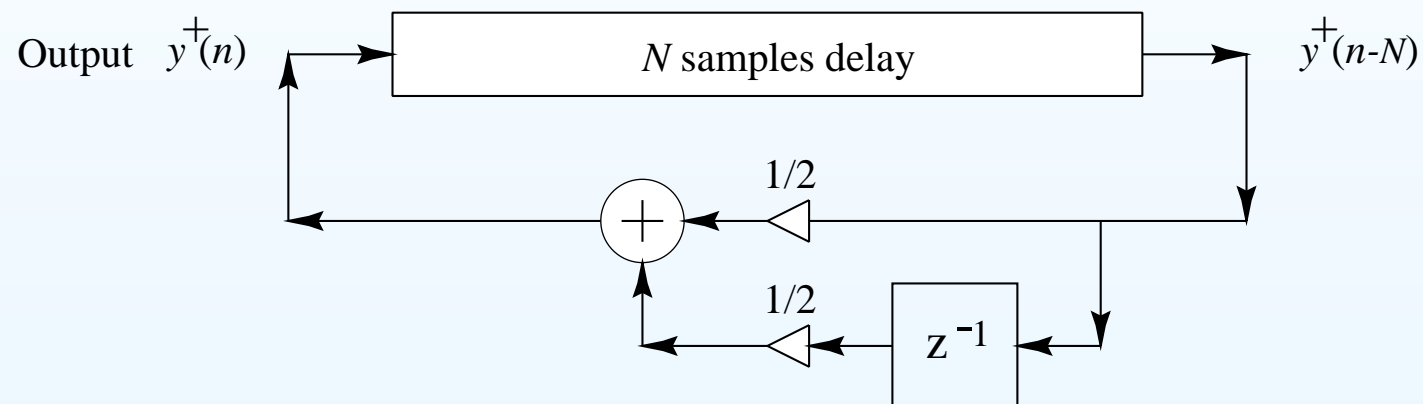 Output y⁺(n)
N samples delay
y⁺(n-N)
1/2
+
1/2
z⁻¹